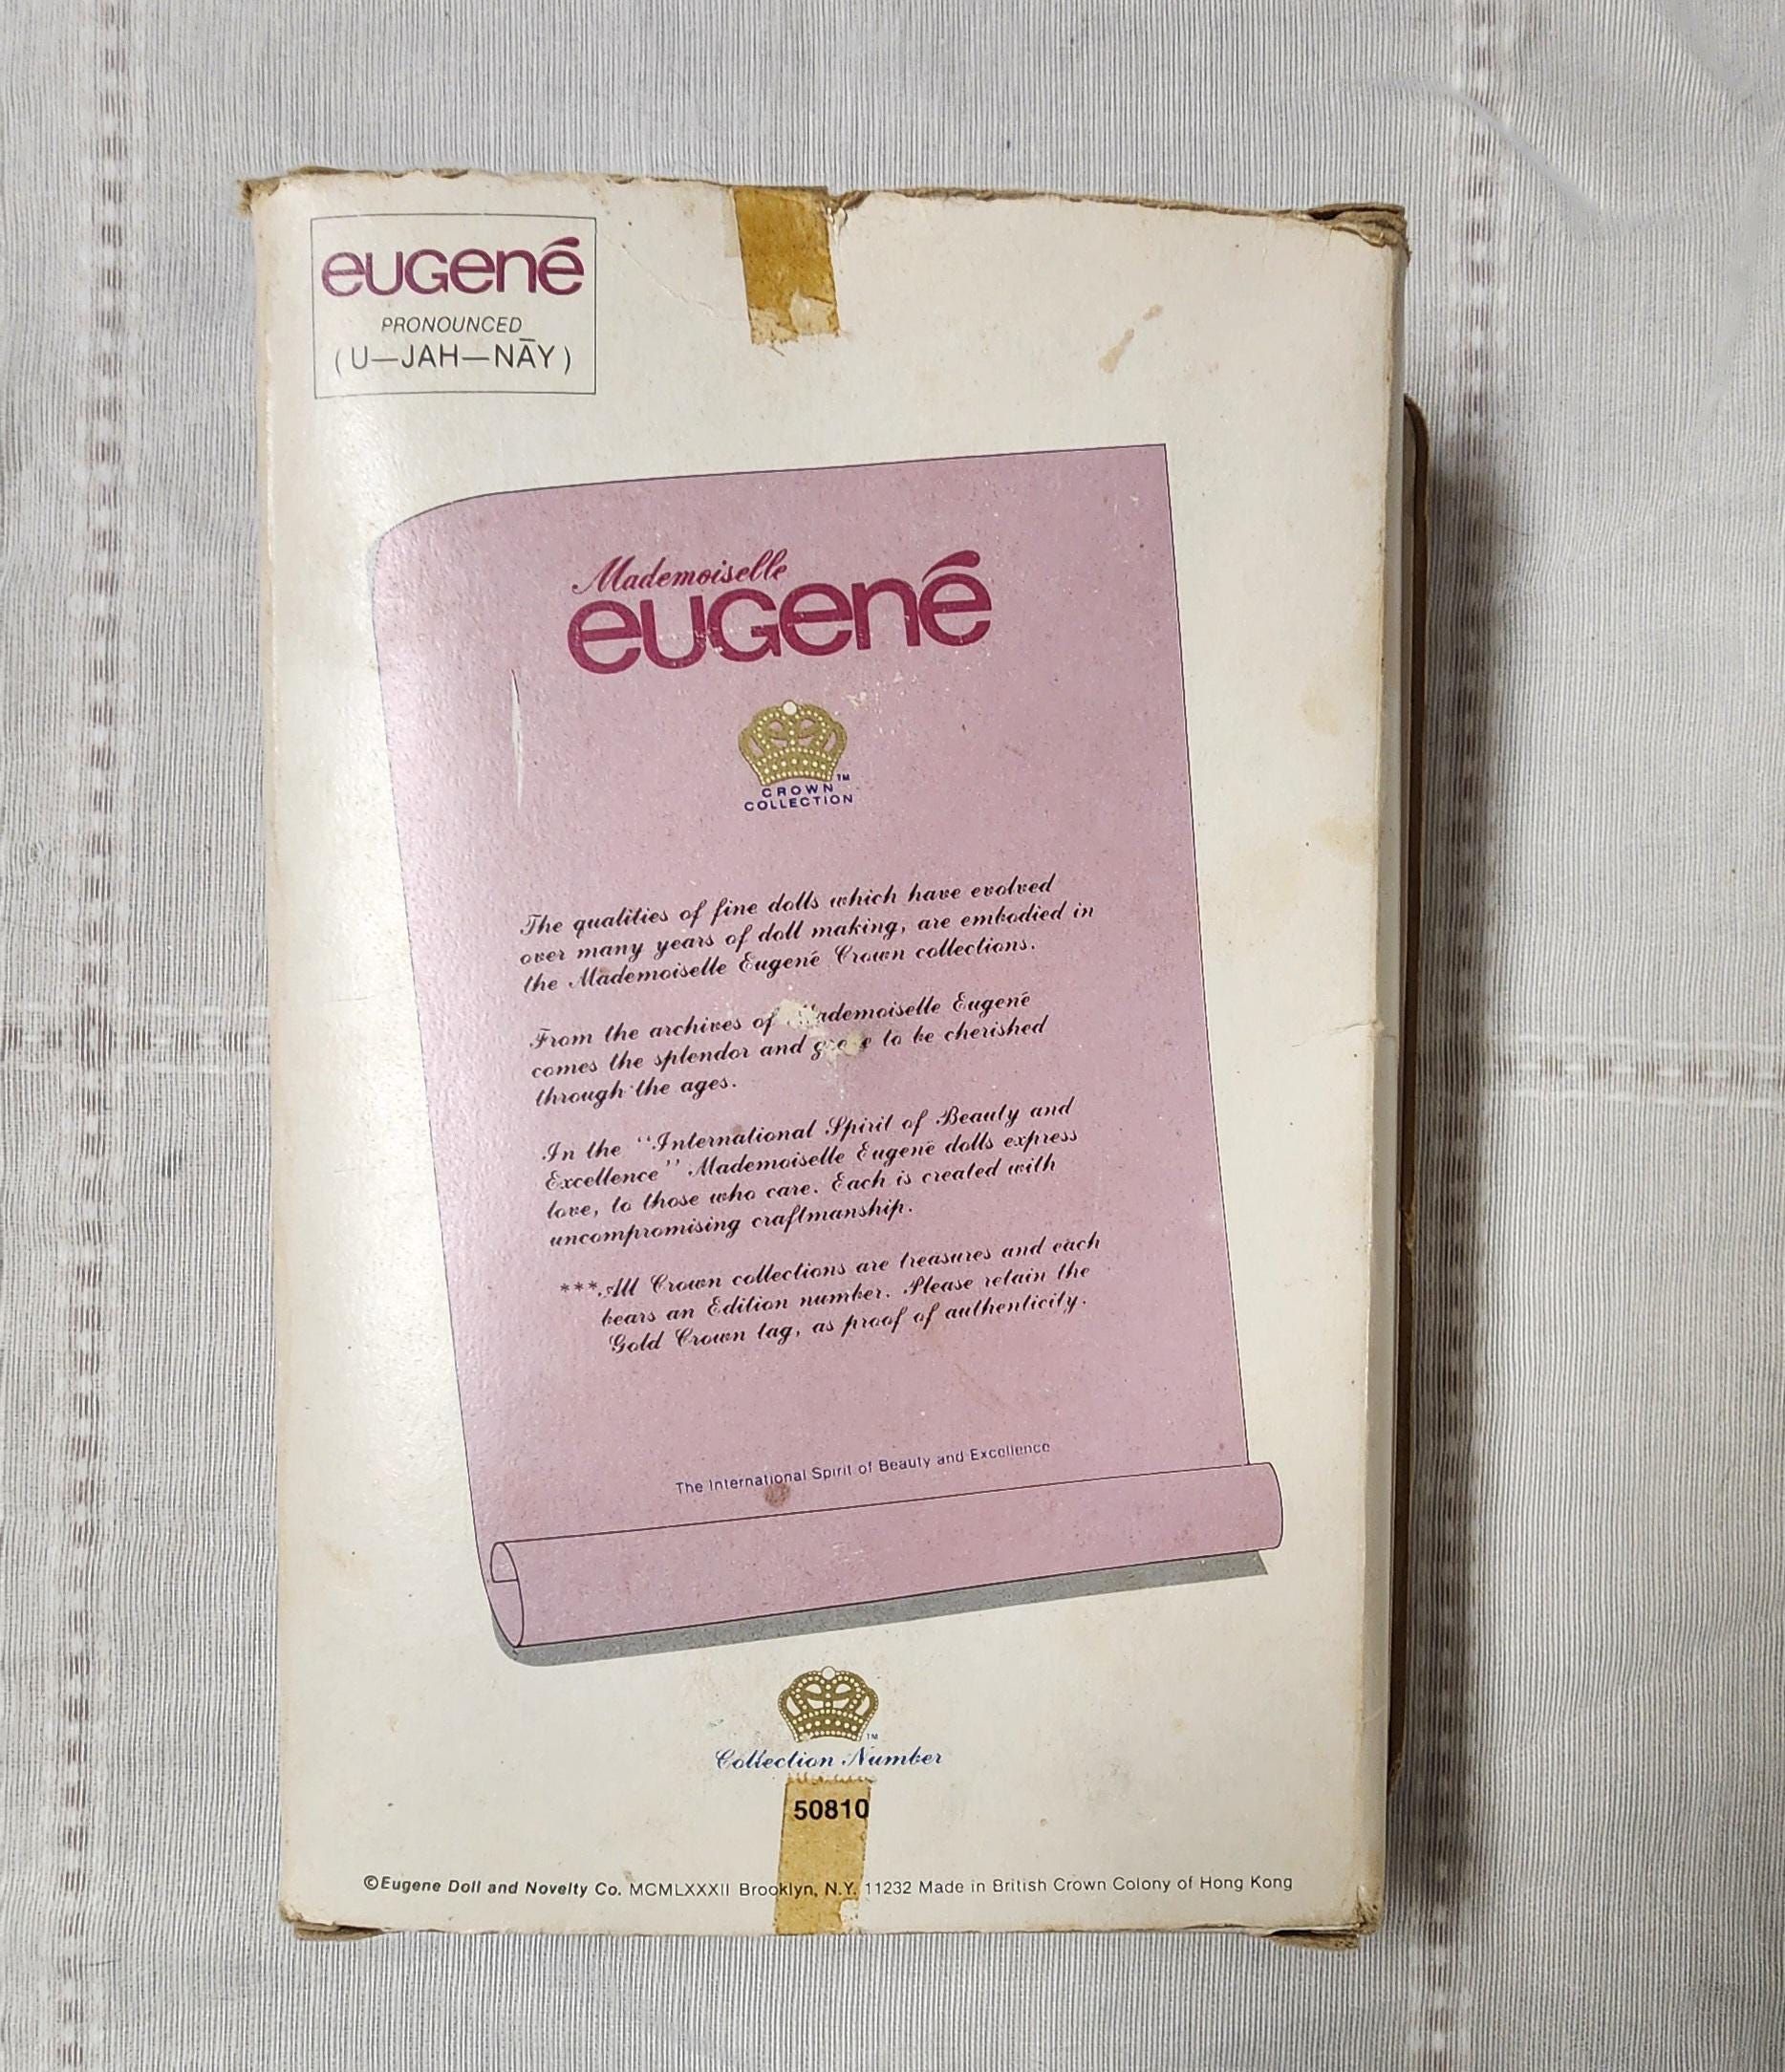 eugené
PRONOUNCED
(U—JAH—NĀY)
Mademoiselle
eugené
TM
CROWN
COLLECTION
The qualities of fine dolls which have evolved
over many years of doll making, are embodied in
the Mademoiselle Eugené Crown collections.
From the archives of Mademoiselle Eugené
comes the splendor and to be cherished
through the ages.
In the "International Spirit of Beauty and
Excellence" Mademoiselle Eugené dolls express
love, to those who care. Each is created with
uncompromising craftmanship.
***All Crown collections are treasures and each
bears an Edition number. Please retain the
Gold Crown tag, as proof of authenticity.
The International Spirit of Beauty and Excellence
TM
Collection Number
50810
©Eugene Doll and Novelty Co. MCMLXXXII Brooklyn, N.Y. 11232 Made in British Crown Colony of Hong Kong